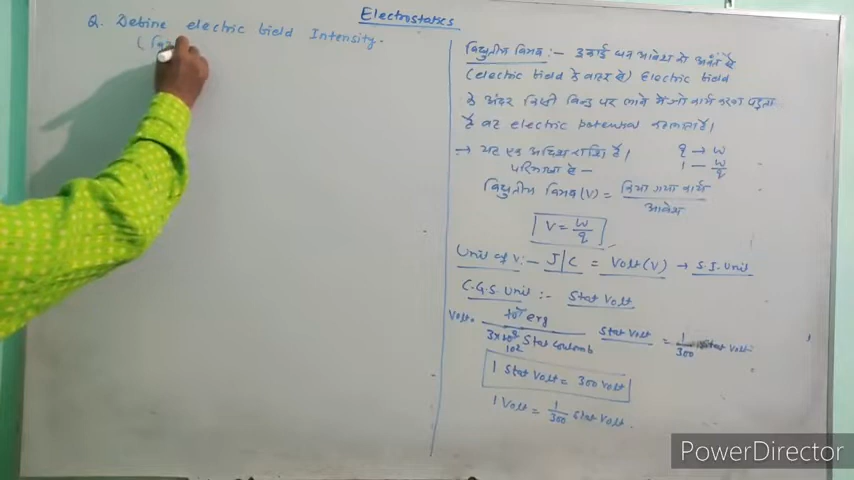 Electrostatics
Q. Define electric field Intensity.
विद्युतीय विभव :- इकाई धन आवेश को अनंत से
(electric field के बाहर से) Electric field
के अंदर किसी बिन्दु पर लाने में जो कार्य करना पड़ता
है वह electric potential कहलाता है।
→ यह एक अदिश राशि है।
q → W
1 — W/q
परिभाषा से —
विद्युतीय विभव (V) = किया गया कार्य / आवेश
V = W/q
Unit of V :- J/C = Volt (V) → S.I. Unit
C.G.S. Unit :- Stat Volt
Volt = 10⁷ erg / 3×10⁹ Stat Coulomb
10²
Stat Volt = 1/300 Stat Volt
1 Stat Volt = 300 Volt
1 Volt = 1/300 Stat Volt.
PowerDirector